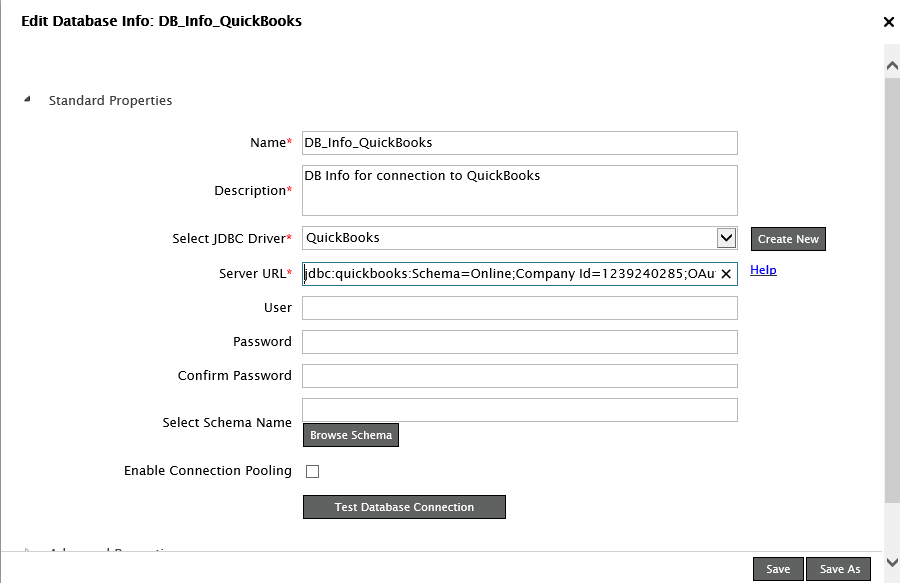 Edit Database Info: DB_Info_QuickBooks
Standard Properties
Name* DB_Info_QuickBooks
Description* DB Info for connection to QuickBooks
Select JDBC Driver* QuickBooks Create New
Server URL* jdbc:quickbooks:Schema=Online;Company Id=1239240285;OAu Help
User
Password
Confirm Password
Select Schema Name
Browse Schema
Enable Connection Pooling
Test Database Connection
Save Save As